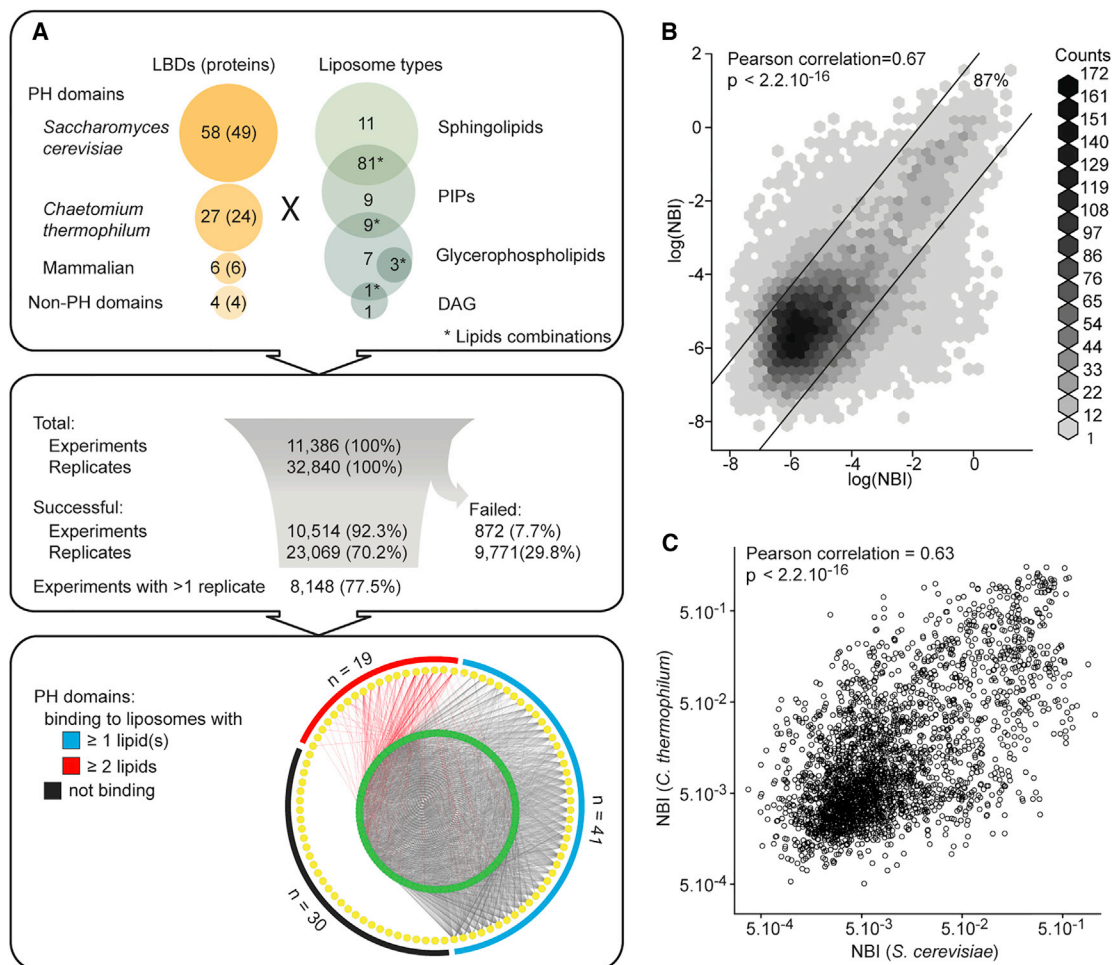 A
LBDs (proteins)
Liposome types
PH domains
Saccharomyces
cerevisiae
58 (49)
Chaetomium
thermophilum
27 (24)
Mammalian
6 (6)
Non-PH domains
4 (4)
X
11
Sphingolipids
81*
9
PIPs
9*
7
3*
Glycerophospholipids
1*
1
DAG
* Lipids combinations
Total:
Experiments 11,386 (100%)
Replicates 32,840 (100%)
Successful:
Failed:
Experiments 10,514 (92.3%) 872 (7.7%)
Replicates 23,069 (70.2%) 9,771(29.8%)
Experiments with >1 replicate 8,148 (77.5%)
PH domains:
binding to liposomes with
≥ 1 lipid(s)
≥ 2 lipids
not binding
n = 19
n = 41
n = 30
B
Pearson correlation=0.67
p < 2.2.10-16
87%
2
0
-2
-4
-6
-8
log(NBI)
-8 -6 -4 -2 0
log(NBI)
Counts
172
161
151
140
129
119
108
97
86
76
65
54
44
33
22
12
1
C
Pearson correlation = 0.63
p < 2.2.10-16
5.10-1
5.10-2
5.10-3
5.10-4
NBI (C. thermophilum)
5.10-4 5.10-3 5.10-2 5.10-1
NBI (S. cerevisiae)